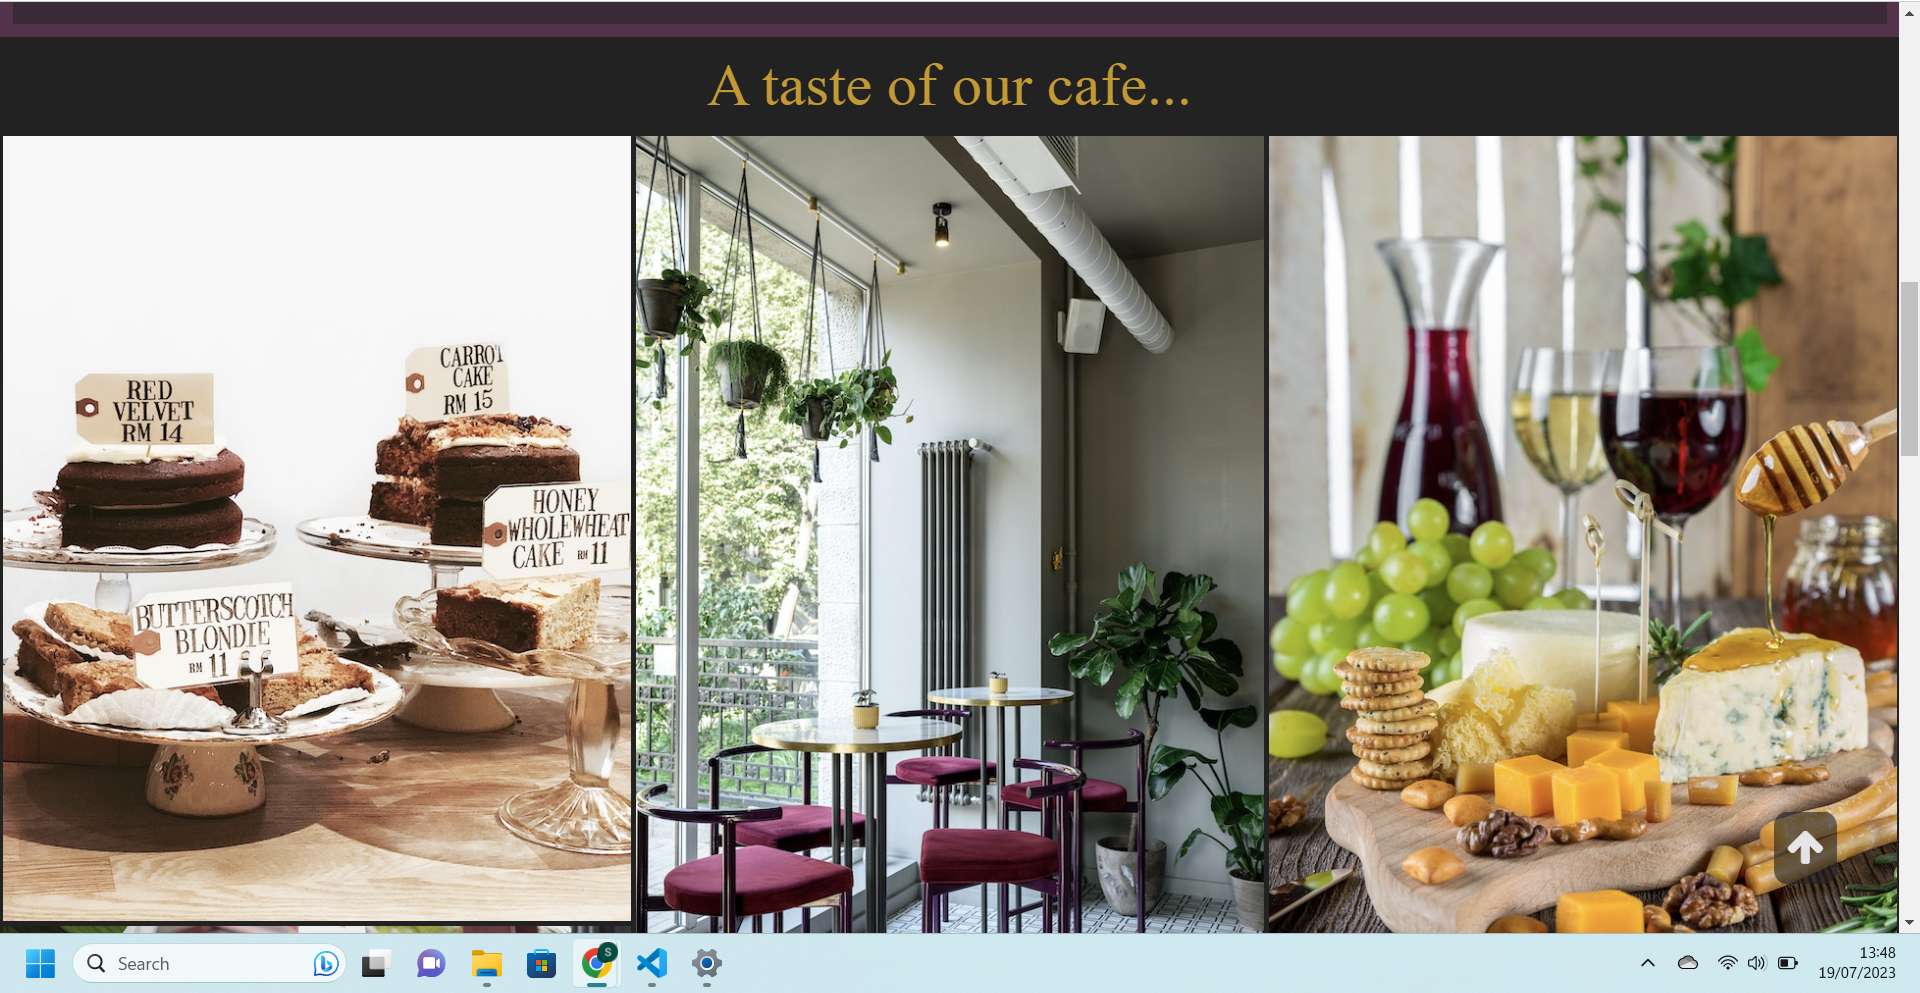 A taste of our cafe...
RED
VELVET
RM 14
CARROT
CAKE
RM 15
HONEY
WHOLEWHEAT
CAKE RM 11
BUTTERSCOTCH
BLONDIE
RM 11
Search
S
13:48
19/07/2023